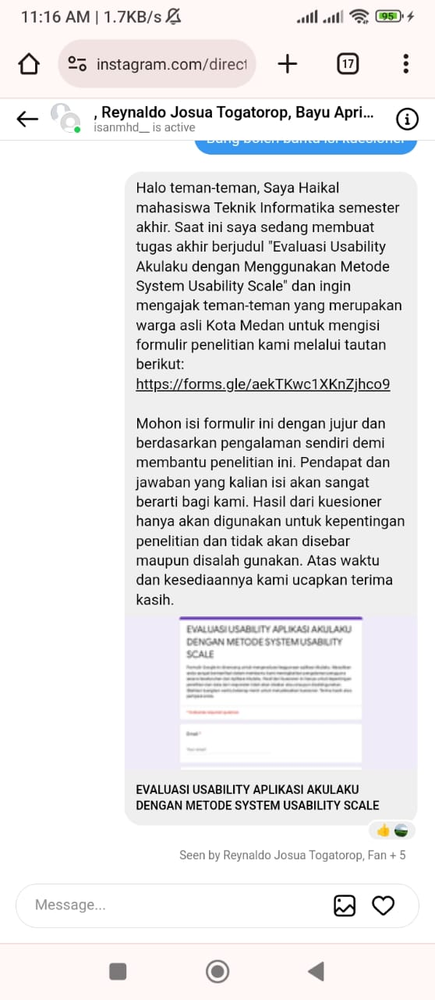 11:16 AM | 1.7KB/s
95
instagram.com/direct
17
, Reynaldo Josua Togatorop, Bayu Apri...
isanmhd__ is active
Halo teman-teman, Saya Haikal
mahasiswa Teknik Informatika semester
akhir. Saat ini saya sedang membuat
tugas akhir berjudul "Evaluasi Usability
Akulaku dengan Menggunakan Metode
System Usability Scale" dan ingin
mengajak teman-teman yang merupakan
warga asli Kota Medan untuk mengisi
formulir penelitian kami melalui tautan
berikut:
https://forms.gle/aekTKwc1XKnZjhco9
Mohon isi formulir ini dengan jujur dan
berdasarkan pengalaman sendiri demi
membantu penelitian ini. Pendapat dan
jawaban yang kalian isi akan sangat
berarti bagi kami. Hasil dari kuesioner
hanya akan digunakan untuk kepentingan
penelitian dan tidak akan disebar
maupun disalah gunakan. Atas waktu
dan kesediaannya kami ucapkan terima
kasih.
EVALUASI USABILITY APLIKASI AKULAKU
DENGAN METODE SYSTEM USABILITY
SCALE
Email *
EVALUASI USABILITY APLIKASI AKULAKU
DENGAN METODE SYSTEM USABILITY SCALE
Seen by Reynaldo Josua Togatorop, Fan + 5
Message...